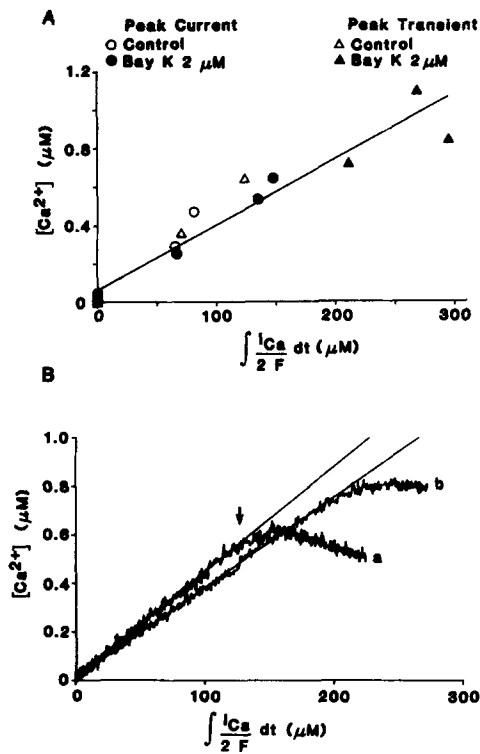 A
Peak Current
Peak Transient
○ Control
△ Control
● Bay K 2 μM
▲ Bay K 2 μM
[Ca²⁺] (μM)
1.2
0.8
0.4
0
0
100
200
300
∫ ICa/2 F dt (μM)
B
[Ca²⁺] (μM)
1.0
0.8
0.6
0.4
0.2
0
b
a
0
100
200
300
∫ ICa/2 F dt (μM)